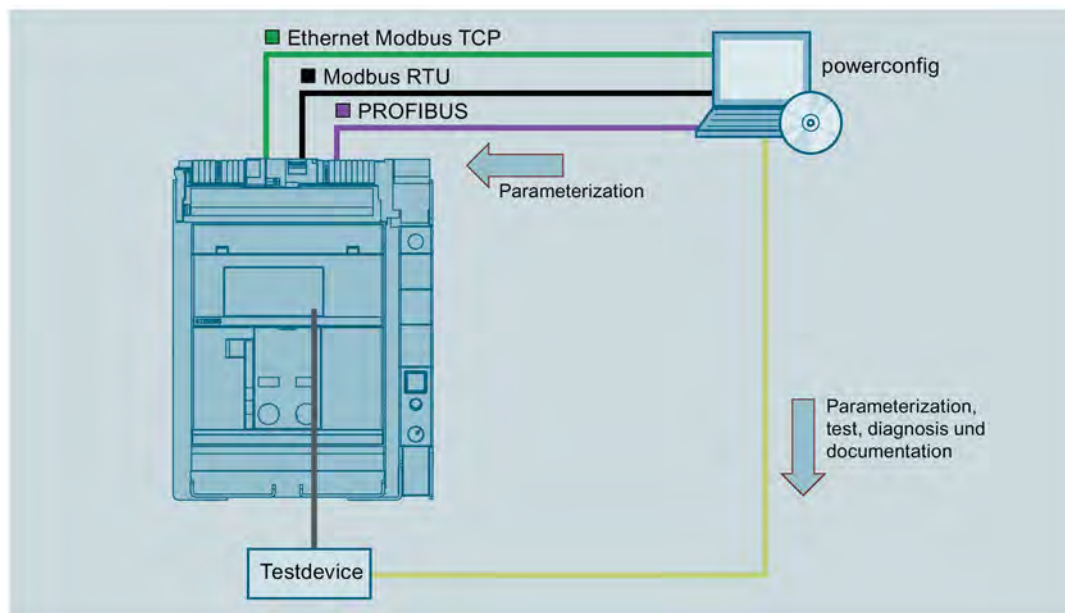 Ethernet Modbus TCP
Modbus RTU
PROFIBUS
powerconfig
Parameterization
Parameterization,
test, diagnosis und
documentation
Testdevice